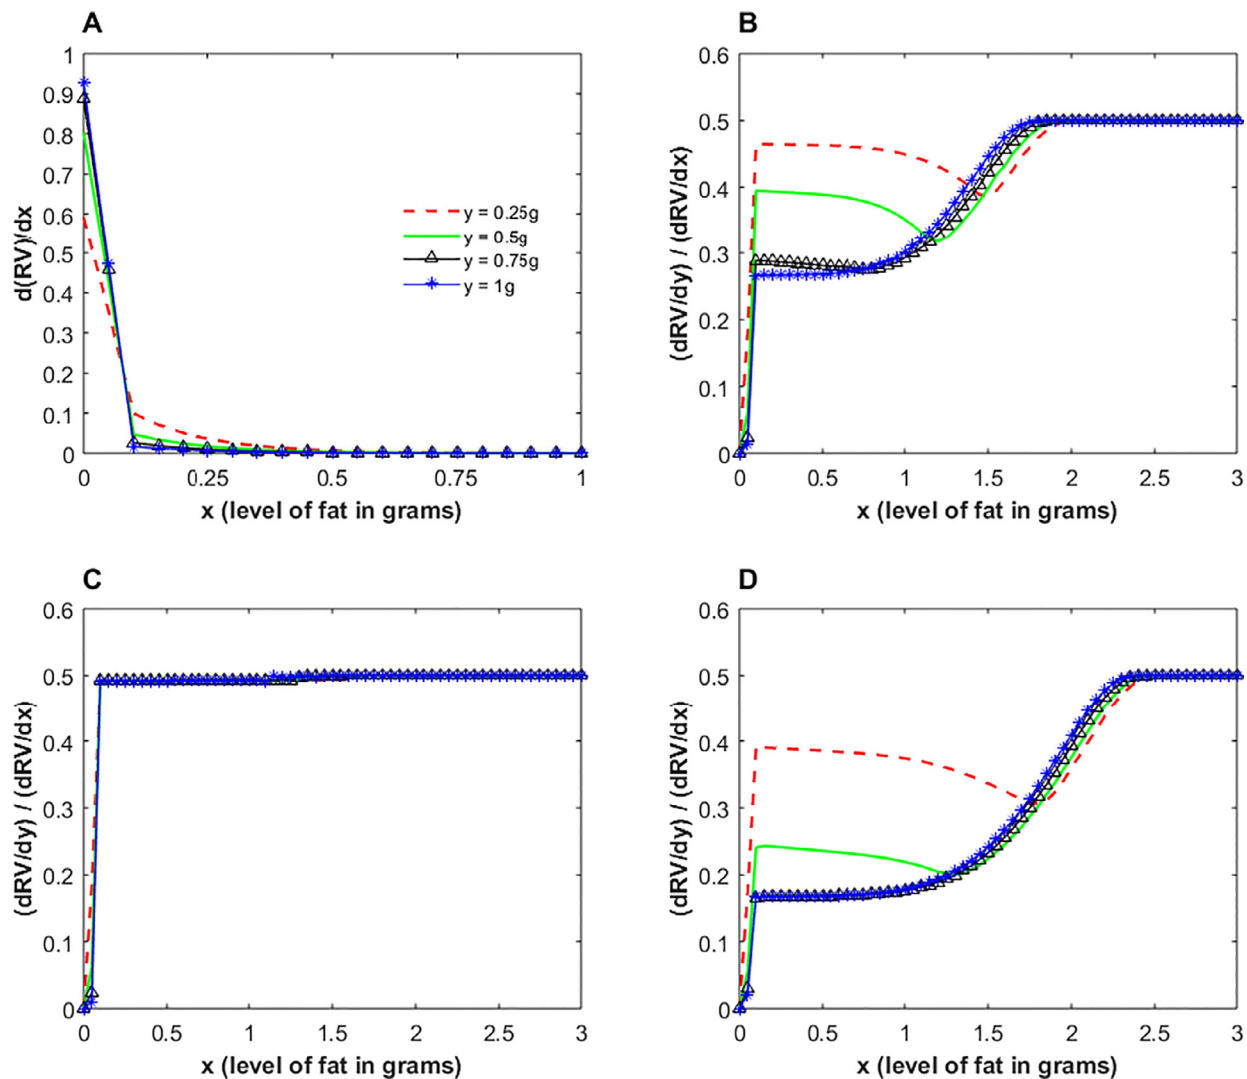 A
1
0.9
0.8
0.7
0.6
0.5
0.4
0.3
0.2
0.1
0
d(RV)/dx
y = 0.25g
y = 0.5g
y = 0.75g
y = 1g
0 0.25 0.5 0.75 1
x (level of fat in grams)
B
0.6
0.5
0.4
0.3
0.2
0.1
0
(dRV/dy) / (dRV/dx)
0 0.5 1 1.5 2 2.5 3
x (level of fat in grams)
C
0.6
0.5
0.4
0.3
0.2
0.1
0
(dRV/dy) / (dRV/dx)
0 0.5 1 1.5 2 2.5 3
x (level of fat in grams)
D
0.6
0.5
0.4
0.3
0.2
0.1
0
(dRV/dy) / (dRV/dx)
0 0.5 1 1.5 2 2.5 3
x (level of fat in grams)